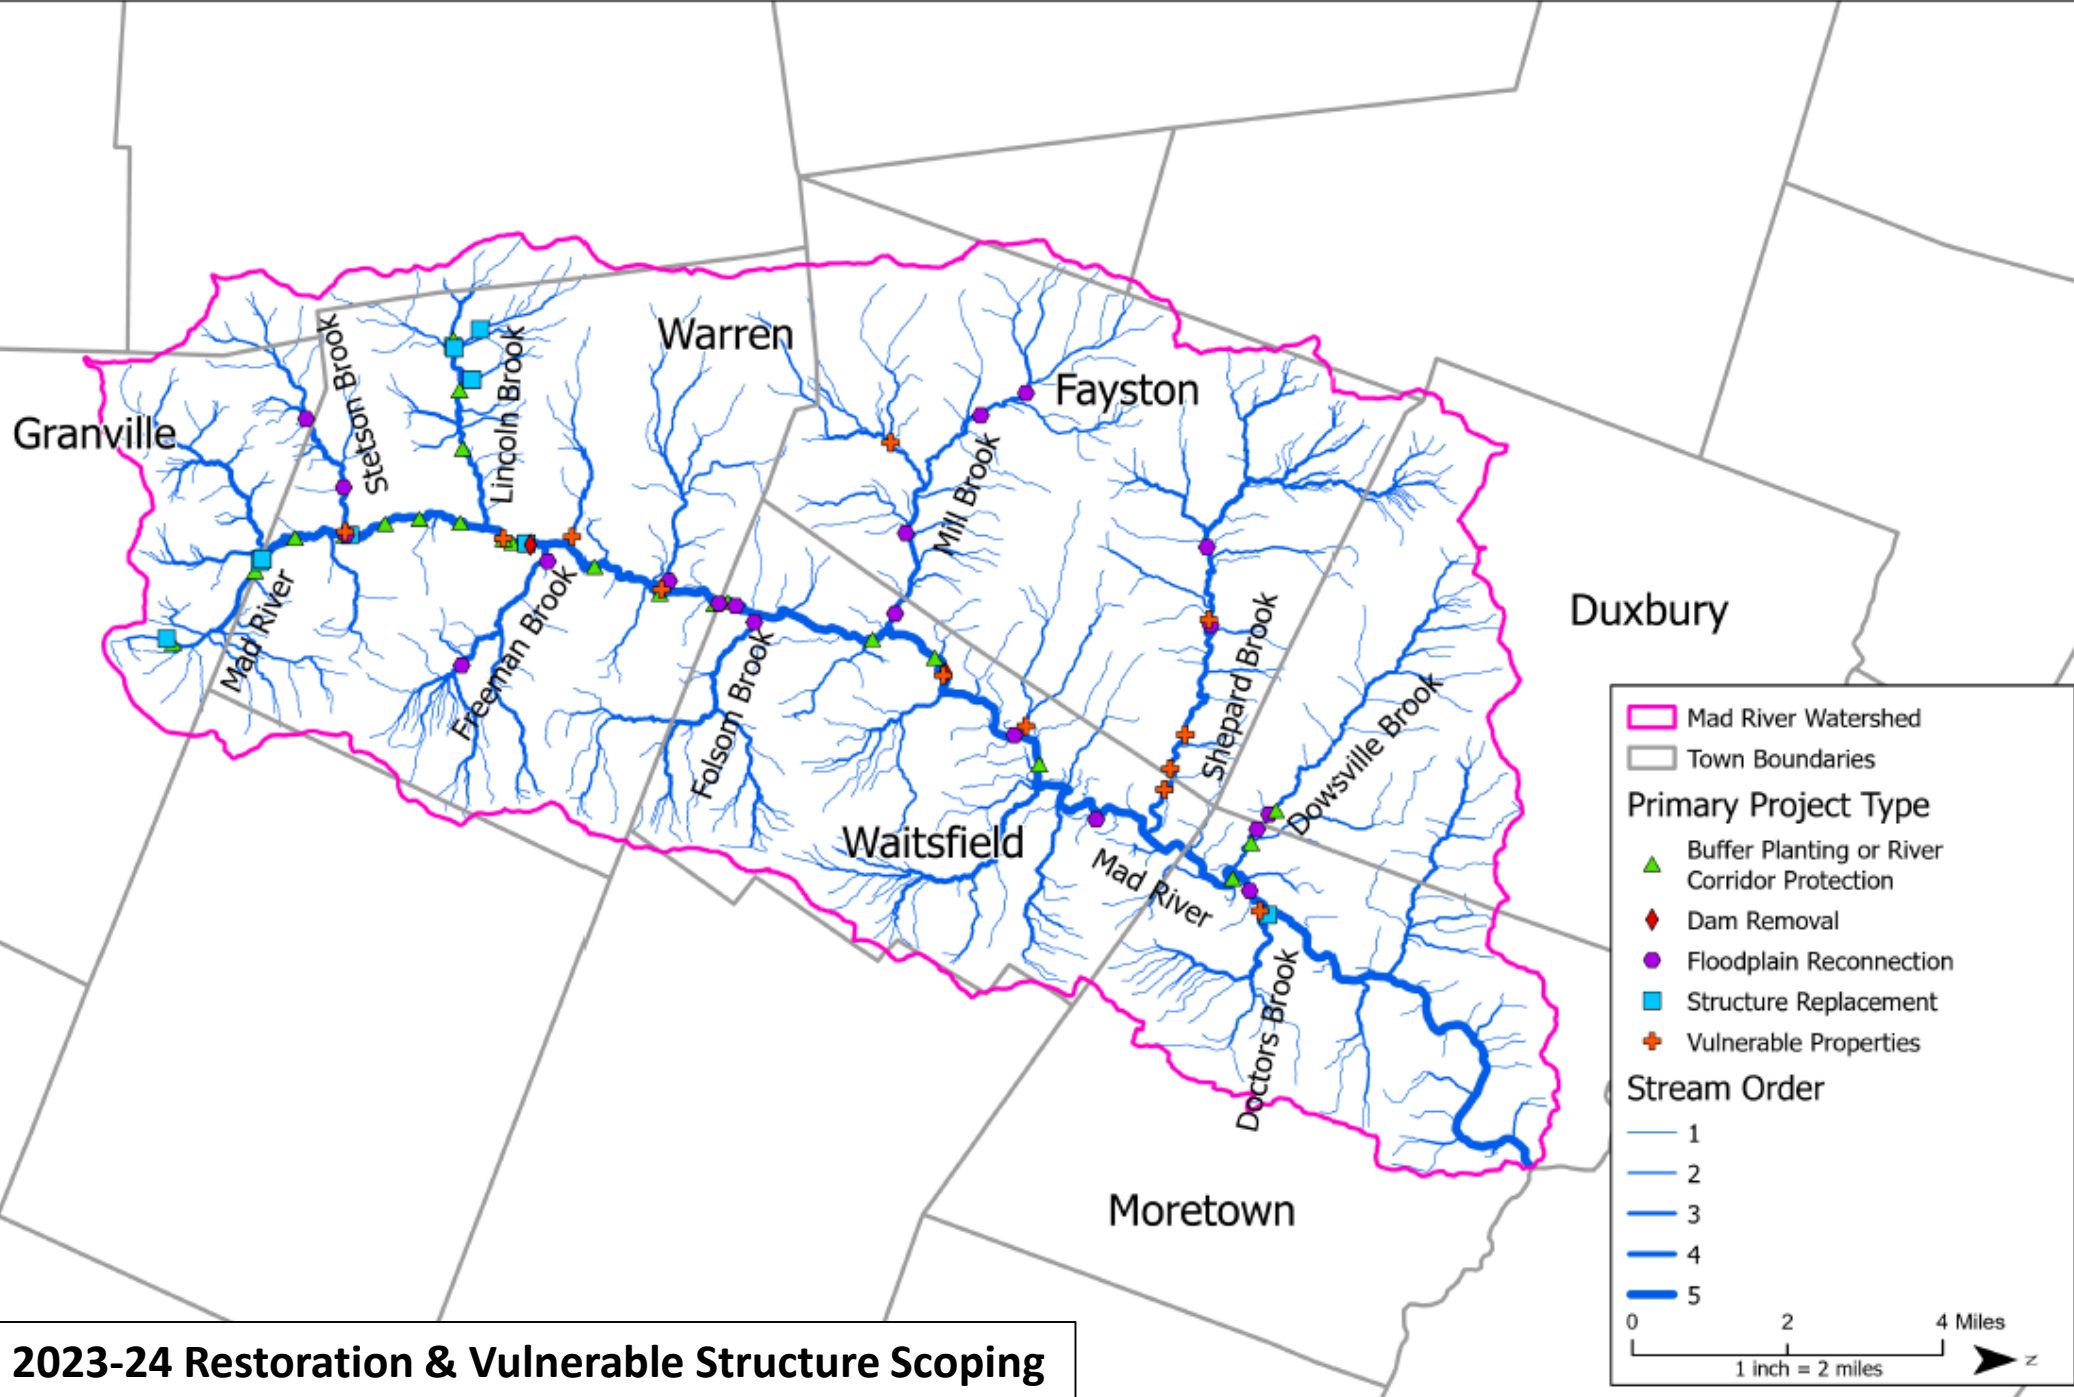 Warren
Fayston
Granville
Stetson Brook
Lincoln Brook
Mill Brook
Duxbury
Mad River
Freeman Brook
Folsom Brook
Shepard Brook
Dowsville Brook
Waitsfield
Mad River
Doctors Brook
Moretown
Mad River Watershed
Town Boundaries
Primary Project Type
Buffer Planting or River
Corridor Protection
Dam Removal
Floodplain Reconnection
Structure Replacement
Vulnerable Properties
Stream Order
1
2
3
4
5
0 2 4 Miles
1 inch = 2 miles
N
2023-24 Restoration & Vulnerable Structure Scoping